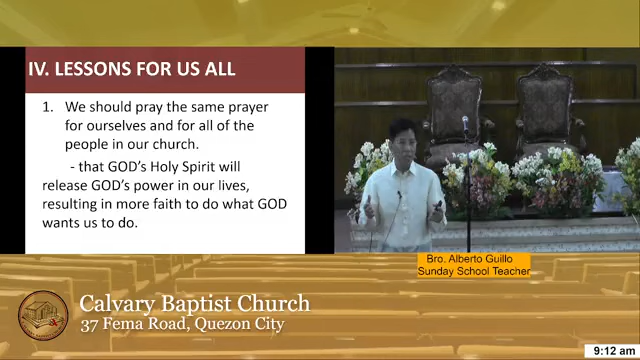 IV. LESSONS FOR US ALL
1. We should pray the same prayer
for ourselves and for all of the
people in our church.
- that GOD's Holy Spirit will
release GOD's power in our lives,
resulting in more faith to do what GOD
wants us to do.
Bro. Alberto Guillo
Sunday School Teacher
Calvary Baptist Church
37 Fema Road, Quezon City
9:12 am